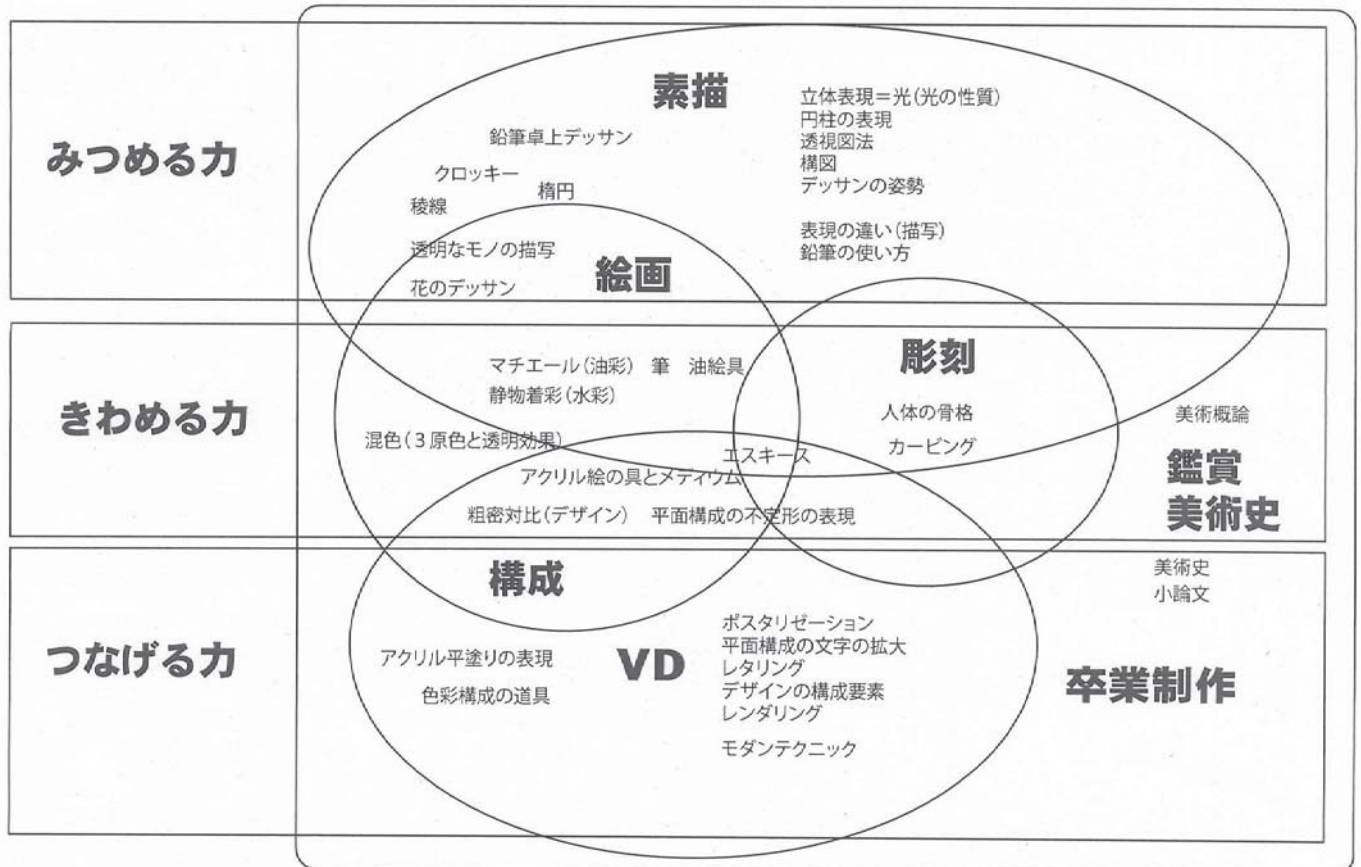 みつめる力
素描
鉛筆卓上デッサン
クロッキー
楕円
稜線
透明なモノの描写
花のデッサン
絵画
立体表現＝光（光の性質）
円柱の表現
透視図法
構図
デッサンの姿勢
表現の違い（描写）
鉛筆の使い方
きわめる力
マチエール（油彩）　筆　油絵具
静物着彩（水彩）
混色（３原色と透明効果）
エスキース
アクリル絵の具とメディウム
粗密対比（デザイン）　平面構成の不定形の表現
彫刻
人体の骨格
カービング
美術概論
鑑賞
美術史
つなげる力
構成
アクリル平塗りの表現
色彩構成の道具
VD
ポスタリゼーション
平面構成の文字の拡大
レタリング
デザインの構成要素
レンダリング
モダンテクニック
美術史
小論文
卒業制作